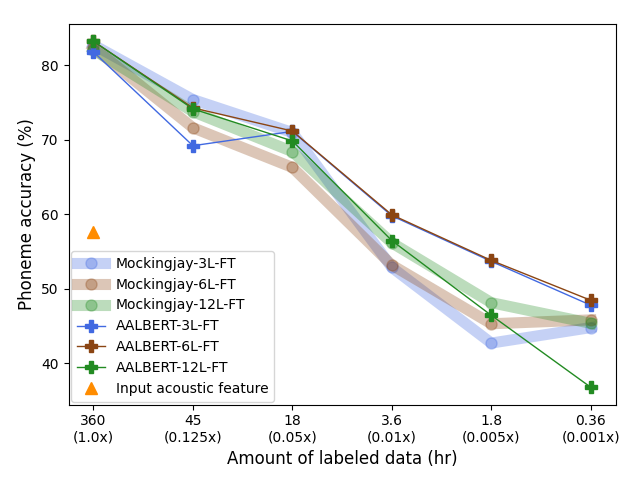 80
70
60
50
40
Phoneme accuracy (%)
Mockingjay-3L-FT
Mockingjay-6L-FT
Mockingjay-12L-FT
AALBERT-3L-FT
AALBERT-6L-FT
AALBERT-12L-FT
Input acoustic feature
360 45 18 3.6 1.8 0.36
(1.0x) (0.125x) (0.05x) (0.01x) (0.005x) (0.001x)
Amount of labeled data (hr)